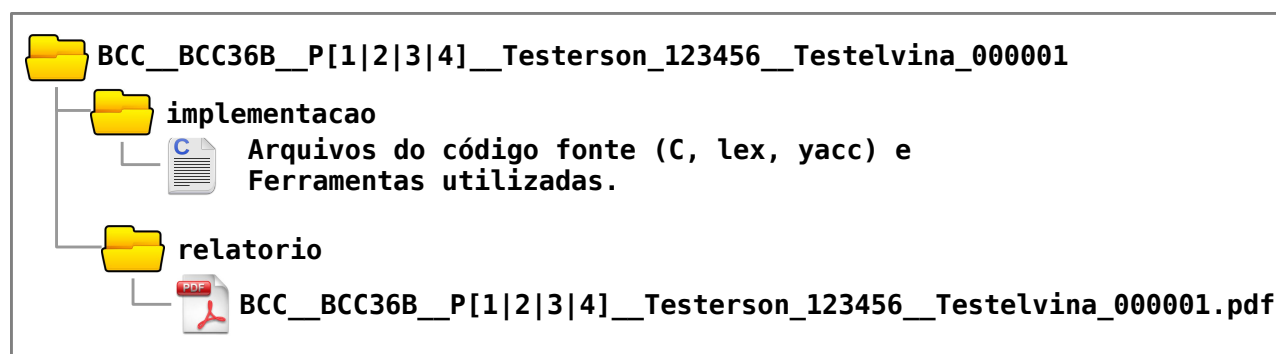 BCC__BCC36B__P[1|2|3|4]__Testerson_123456__Testelvina_000001
implementacao
C
Arquivos do código fonte (C, lex, yacc) e
Ferramentas utilizadas.
relatorio
PDF
BCC__BCC36B__P[1|2|3|4]__Testerson_123456__Testelvina_000001.pdf